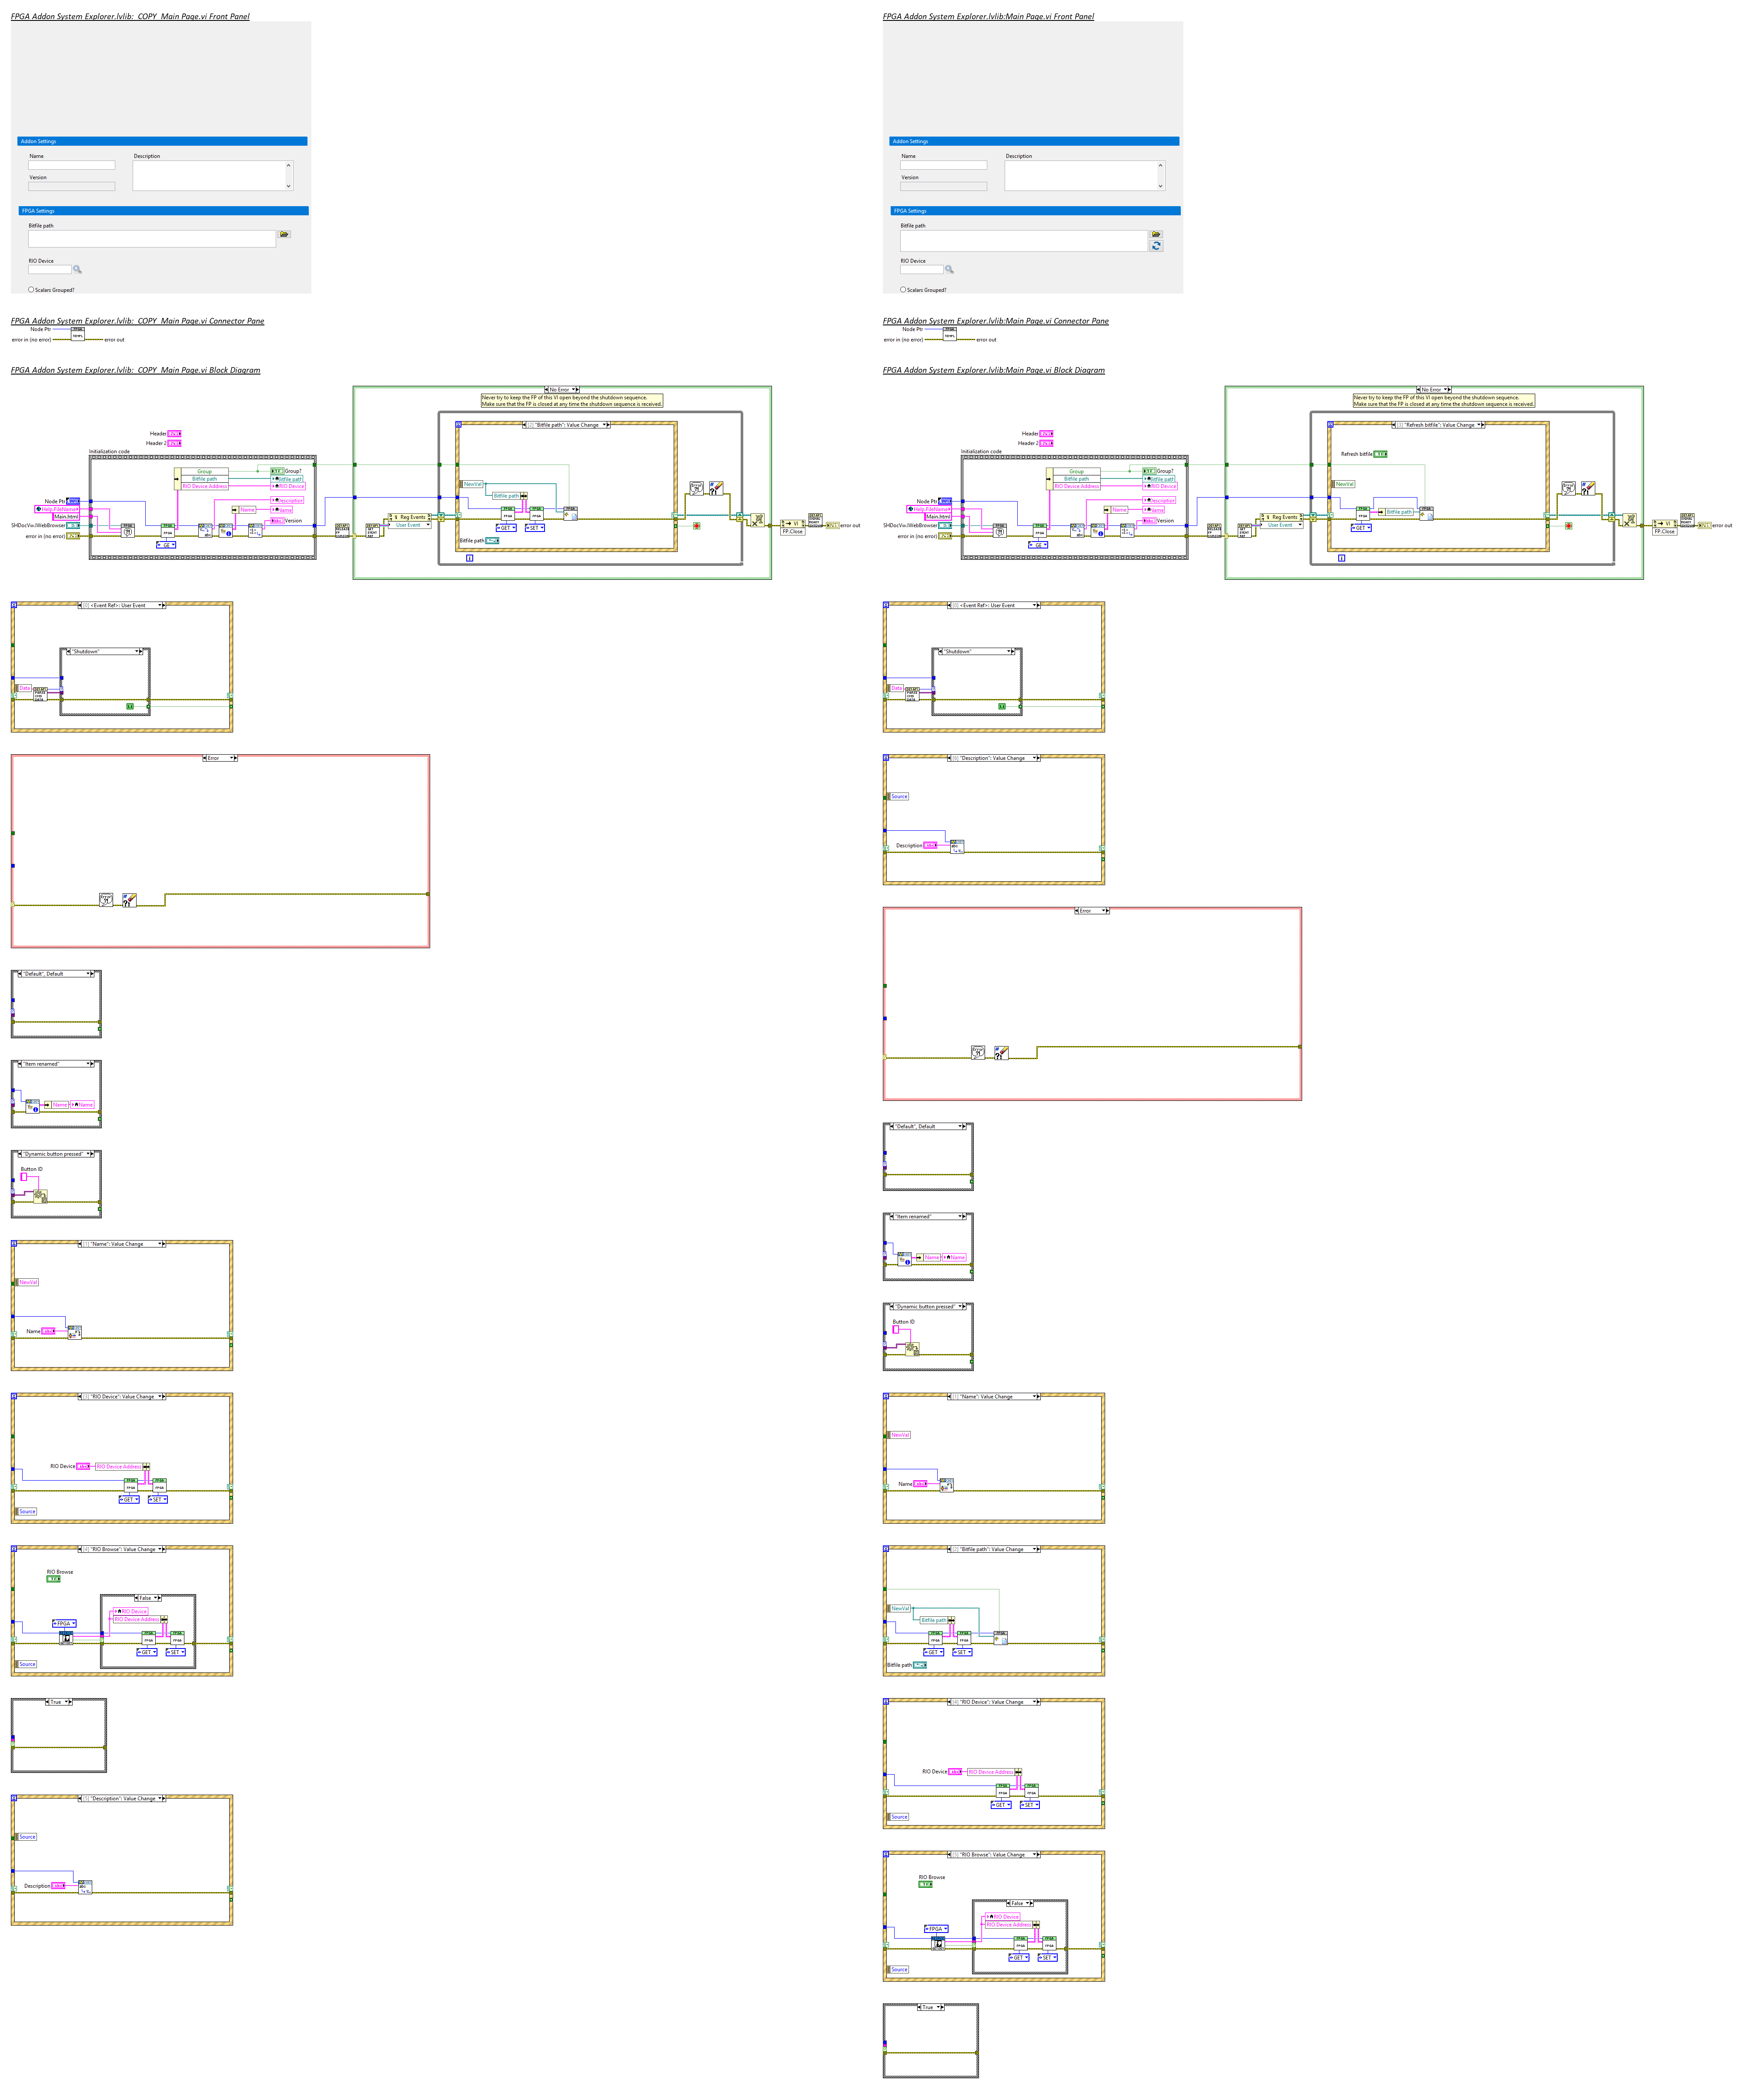 FPGA Addon System Explorer.lvlib:_COPY_Main Page.vi Front Panel
Addon Settings
Name
Description
Version
FPGA Settings
Bitfile path
RIO Device
Scalars Grouped?
FPGA Addon System Explorer.lvlib:_COPY_Main Page.vi Connector Pane
Node Ptr
error in (no error)
error out
FPGA Addon System Explorer.lvlib:_COPY_Main Page.vi Block Diagram
No Error
Never try to keep the FP of this VI open beyond the shutdown sequence.
Make sure that the FP is closed at any time the shutdown sequence is received.
[2] "Bitfile path": Value Change
Header
Header 2
Initialization code
Group
Group?
Bitfile path
Bitfile path
RIO Device Address
RIO Device
NewVal
Bitfile path
Node Ptr
Description
Help.FileName
Name
Name
Main.html
Version
Reg Events
SHDocVw.IWebBrowser
User Event
GET
SET
error in (no error)
error out
FP.Close
Bitfile path
GE
[0] <Event Ref>: User Event
"Shutdown"
Data
Error
"Default", Default
"Item renamed"
Name
Name
"Dynamic button pressed"
Button ID
[1] "Name": Value Change
NewVal
Name
[3] "RIO Device": Value Change
RIO Device
RIO Device Address
GET
SET
Source
[4] "RIO Browse": Value Change
RIO Browse
False
RIO Device
RIO Device Address
FPGA
GET
SET
Source
True
[5] "Description": Value Change
Source
Description
FPGA Addon System Explorer.lvlib:Main Page.vi Front Panel
Addon Settings
Name
Description
Version
FPGA Settings
Bitfile path
RIO Device
Scalars Grouped?
FPGA Addon System Explorer.lvlib:Main Page.vi Connector Pane
Node Ptr
error in (no error)
error out
FPGA Addon System Explorer.lvlib:Main Page.vi Block Diagram
No Error
Never try to keep the FP of this VI open beyond the shutdown sequence.
Make sure that the FP is closed at any time the shutdown sequence is received.
[3] "Refresh bitfile": Value Change
Header
Header 2
Initialization code
Refresh bitfile
Group
Group?
Bitfile path
Bitfile path
RIO Device Address
RIO Device
NewVal
Node Ptr
Description
Help.FileName
Name
Name
Bitfile path
Main.html
Version
Reg Events
SHDocVw.IWebBrowser
User Event
GET
error in (no error)
error out
FP.Close
GE
[0] <Event Ref>: User Event
"Shutdown"
Data
[6] "Description": Value Change
Source
Description
Error
"Default", Default
"Item renamed"
Name
Name
"Dynamic button pressed"
Button ID
[1] "Name": Value Change
NewVal
Name
[2] "Bitfile path": Value Change
NewVal
Bitfile path
GET
SET
Bitfile path
[4] "RIO Device": Value Change
RIO Device
RIO Device Address
GET
SET
Source
[5] "RIO Browse": Value Change
RIO Browse
False
RIO Device
RIO Device Address
FPGA
GET
SET
Source
True